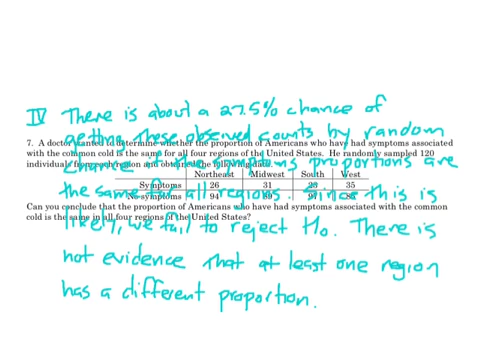 IV There is about a 27.5% chance of
getting these observed counts by random
chance if the symptoms proportions are
the same for all regions. Since this is
likely, we fail to reject H₀. There is
not evidence that at least one region
has a different proportion.
7. A doctor wanted to determine whether the proportion of Americans who have had symptoms associated
with the common cold is the same for all four regions of the United States. He randomly sampled 120
individuals from each region and obtained the following data.
Northeast Midwest South West
Symptoms 26 31 23 35
No symptoms 94 89 97
Can you conclude that the proportion of Americans who have had symptoms associated with the common
cold is the same in all four regions of the United States?